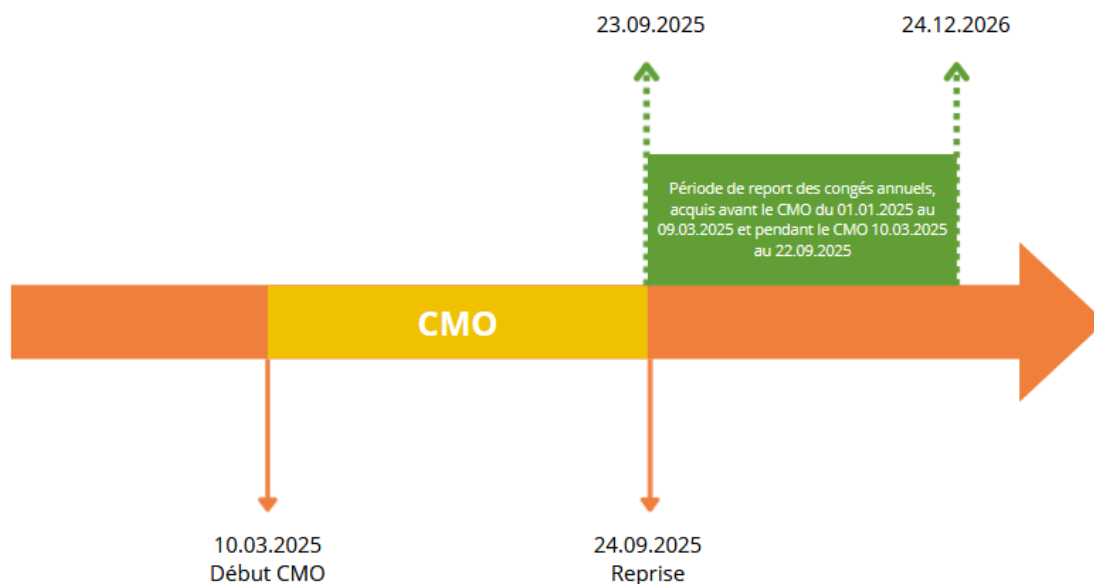 23.09.2025
24.12.2026
Période de report des congés annuels,
acquis avant le CMO du 01.01.2025 au
09.03.2025 et pendant le CMO 10.03.2025
au 22.09.2025
CMO
10.03.2025
Début CMO
24.09.2025
Reprise